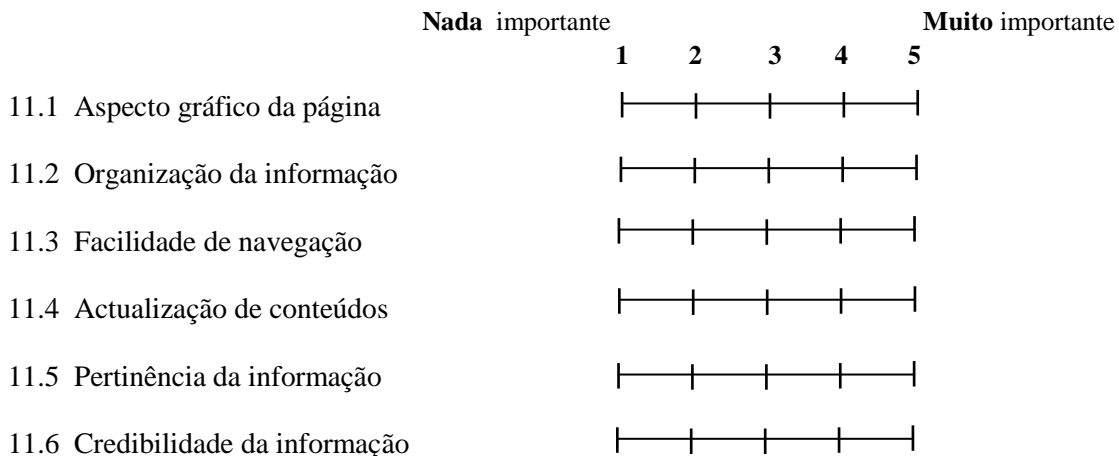 Nada importante Muito importante
1 2 3 4 5
11.1 Aspecto gráfico da página
11.2 Organização da informação
11.3 Facilidade de navegação
11.4 Actualização de conteúdos
11.5 Pertinência da informação
11.6 Credibilidade da informação